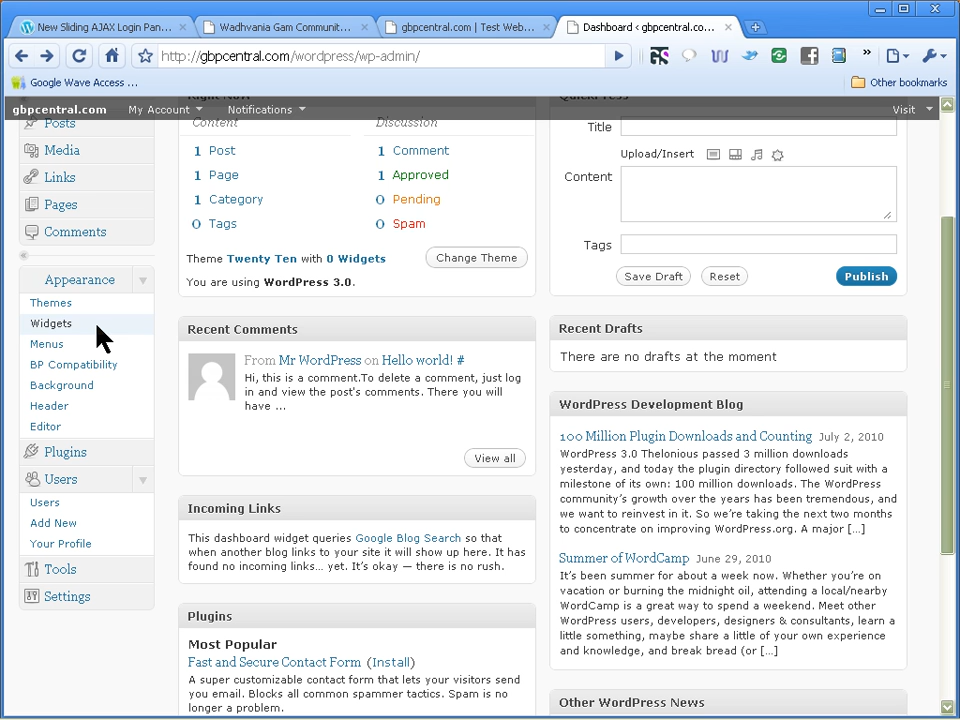 New Sliding AJAX Login Pan...
Wadhvania Gam Communit...
gbpcentral.com | Test Web...
Dashboard ‹ gbpcentral.co...
http://gbpcentral.com/wordpress/wp-admin/
Google Wave Access ...
Other bookmarks
gbpcentral.com My Account Notifications Visit
Posts
Media
Links
Pages
Comments
Appearance
Themes
Widgets
Menus
BP Compatibility
Background
Header
Editor
Plugins
Users
Users
Add New
Your Profile
Tools
Settings
Right Now
Content Discussion
1 Post 1 Comment
1 Page 1 Approved
1 Category 0 Pending
0 Tags 0 Spam
Theme Twenty Ten with 0 Widgets Change Theme
You are using WordPress 3.0.
Recent Comments
From Mr WordPress on Hello world! #
Hi, this is a comment.To delete a comment, just log
in and view the post's comments. There you will
have ...
View all
Incoming Links
This dashboard widget queries Google Blog Search so that
when another blog links to your site it will show up here. It has
found no incoming links… yet. It's okay — there is no rush.
Plugins
Most Popular
Fast and Secure Contact Form (Install)
A super customizable contact form that lets your visitors send
you email. Blocks all common spammer tactics. Spam is no
longer a problem.
QuickPress
Title
Upload/Insert
Content
Tags
Save Draft Reset Publish
Recent Drafts
There are no drafts at the moment
WordPress Development Blog
100 Million Plugin Downloads and Counting July 2, 2010
WordPress 3.0 Thelonious passed 3 million downloads
yesterday, and today the plugin directory followed suit with a
milestone of its own: 100 million downloads. The WordPress
community's growth over the years has been tremendous, and
we want to reinvest in it. So we're taking the next two months
to concentrate on improving WordPress.org. A major [...]
Summer of WordCamp June 29, 2010
It's been summer for about a week now. Whether you're on
vacation or burning the midnight oil, attending a local/nearby
WordCamp is a great way to spend a weekend. Meet other
WordPress users, developers, designers & consultants, learn a
little something, maybe share a little of your own experience
and knowledge, and break bread (or [...]
Other WordPress News